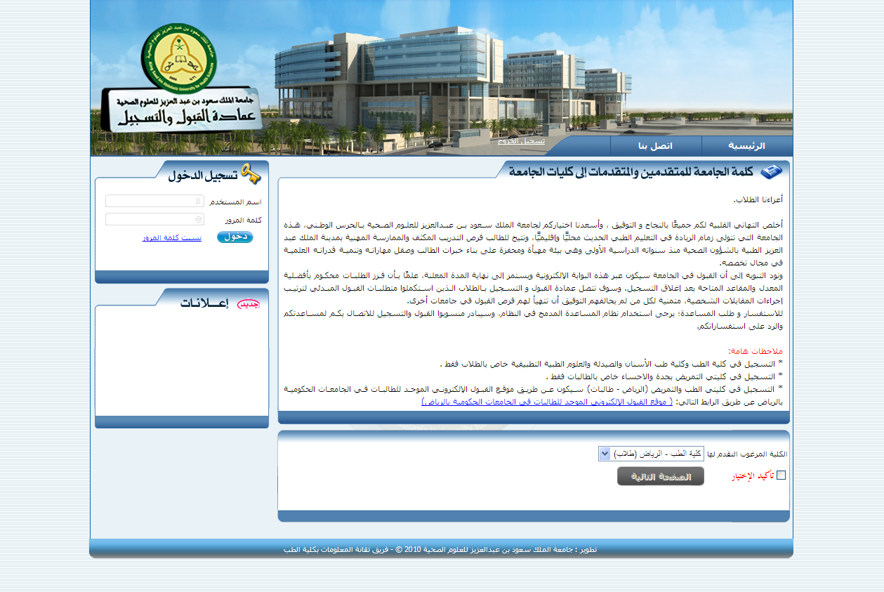 جامعة الملك سعود بن عبد العزيز للعلوم الصحية
عمادة القبول والتسجيل
تسجيل الخروج
الرئيسية
اتصل بنا
كلمة الجامعة للمتقدمين والمتقدمات إلى كليات الجامعة
أعزاءنا الطلاب،
أخلص التهاني القلبية لكم جميعًا بالنجاح و التوفيق ، وأسعدنا اختياركم لجامعة الملك سعود بن عبدالعزيز للعلوم الصحية بالحرس الوطني، هذه
الجامعة التي تتولى زمام الريادة في التعليم الطبي الحديث محليًا وإقليميًا، وتتيح للطالب فرص التدريب المكثف والممارسة المهنية بمدينة الملك عبد
العزيز الطبية بالشؤون الصحية منذ سنواته الدراسية الأولى وهي بيئة مهيأة ومحفزة على بناء خبرات الطالب وصقل مهاراته وتنمية قدراته العلمية
في مجال تخصصه.
ونود التنويه إلى أن القبول في الجامعة سيكون عبر هذه البوابة الالكترونية ويستمر إلى نهاية المدة المعلنة، علمًا بأن فرز الطلبات محكوم بأفضلية
المعدل والمقاعد المتاحة بعد إغلاق التسجيل، وسوف تتصل عمادة القبول و التسجيل بالطلاب الذين استكملوا متطلبات القبول المبدئي لترتيب
إجراءات المقابلات الشخصية، متمنية لكل من لم يحالفهم التوفيق أن تتهيأ لهم فرص القبول في جامعات أخرى.
للاستفسار و طلب المساعدة: يرجى استخدام نظام المساعدة المدمج في النظام، وسيبادر منسوبوا القبول والتسجيل للاتصال بكم لمساعدتكم
والرد على استفساراتكم.
ملاحظات هامة:
* التسجيل في كلية الطب وكلية طب الأسنان والصيدلة والعلوم الطبية التطبيقية خاص بالطلاب فقط .
* التسجيل في كليتي التمريض بجدة والاحساء خاص بالطالبات فقط .
* التسجيل في كليتي الطب والتمريض (الرياض - طالبات) سيكون عن طريق موقع القبول الإلكتروني الموحد للطالبات في الجامعات الحكومية
بالرياض عن طريق الرابط التالي: ( موقع القبول الإلكتروني الموحد للطالبات في الجامعات الحكومية بالرياض)
الكلية المرغوب التقدم لها
كلية الطب - الرياض (طلاب)
تأكيد الإختيار
الصفحة التالية
تسجيل الدخول
اسم المستخدم
كلمة المرور
دخول
نسيت كلمة المرور
جديد
إعلانات
تطوير : جامعة الملك سعود بن عبدالعزيز للعلوم الصحية 2010 © - فريق تقانة المعلومات بكلية الطب